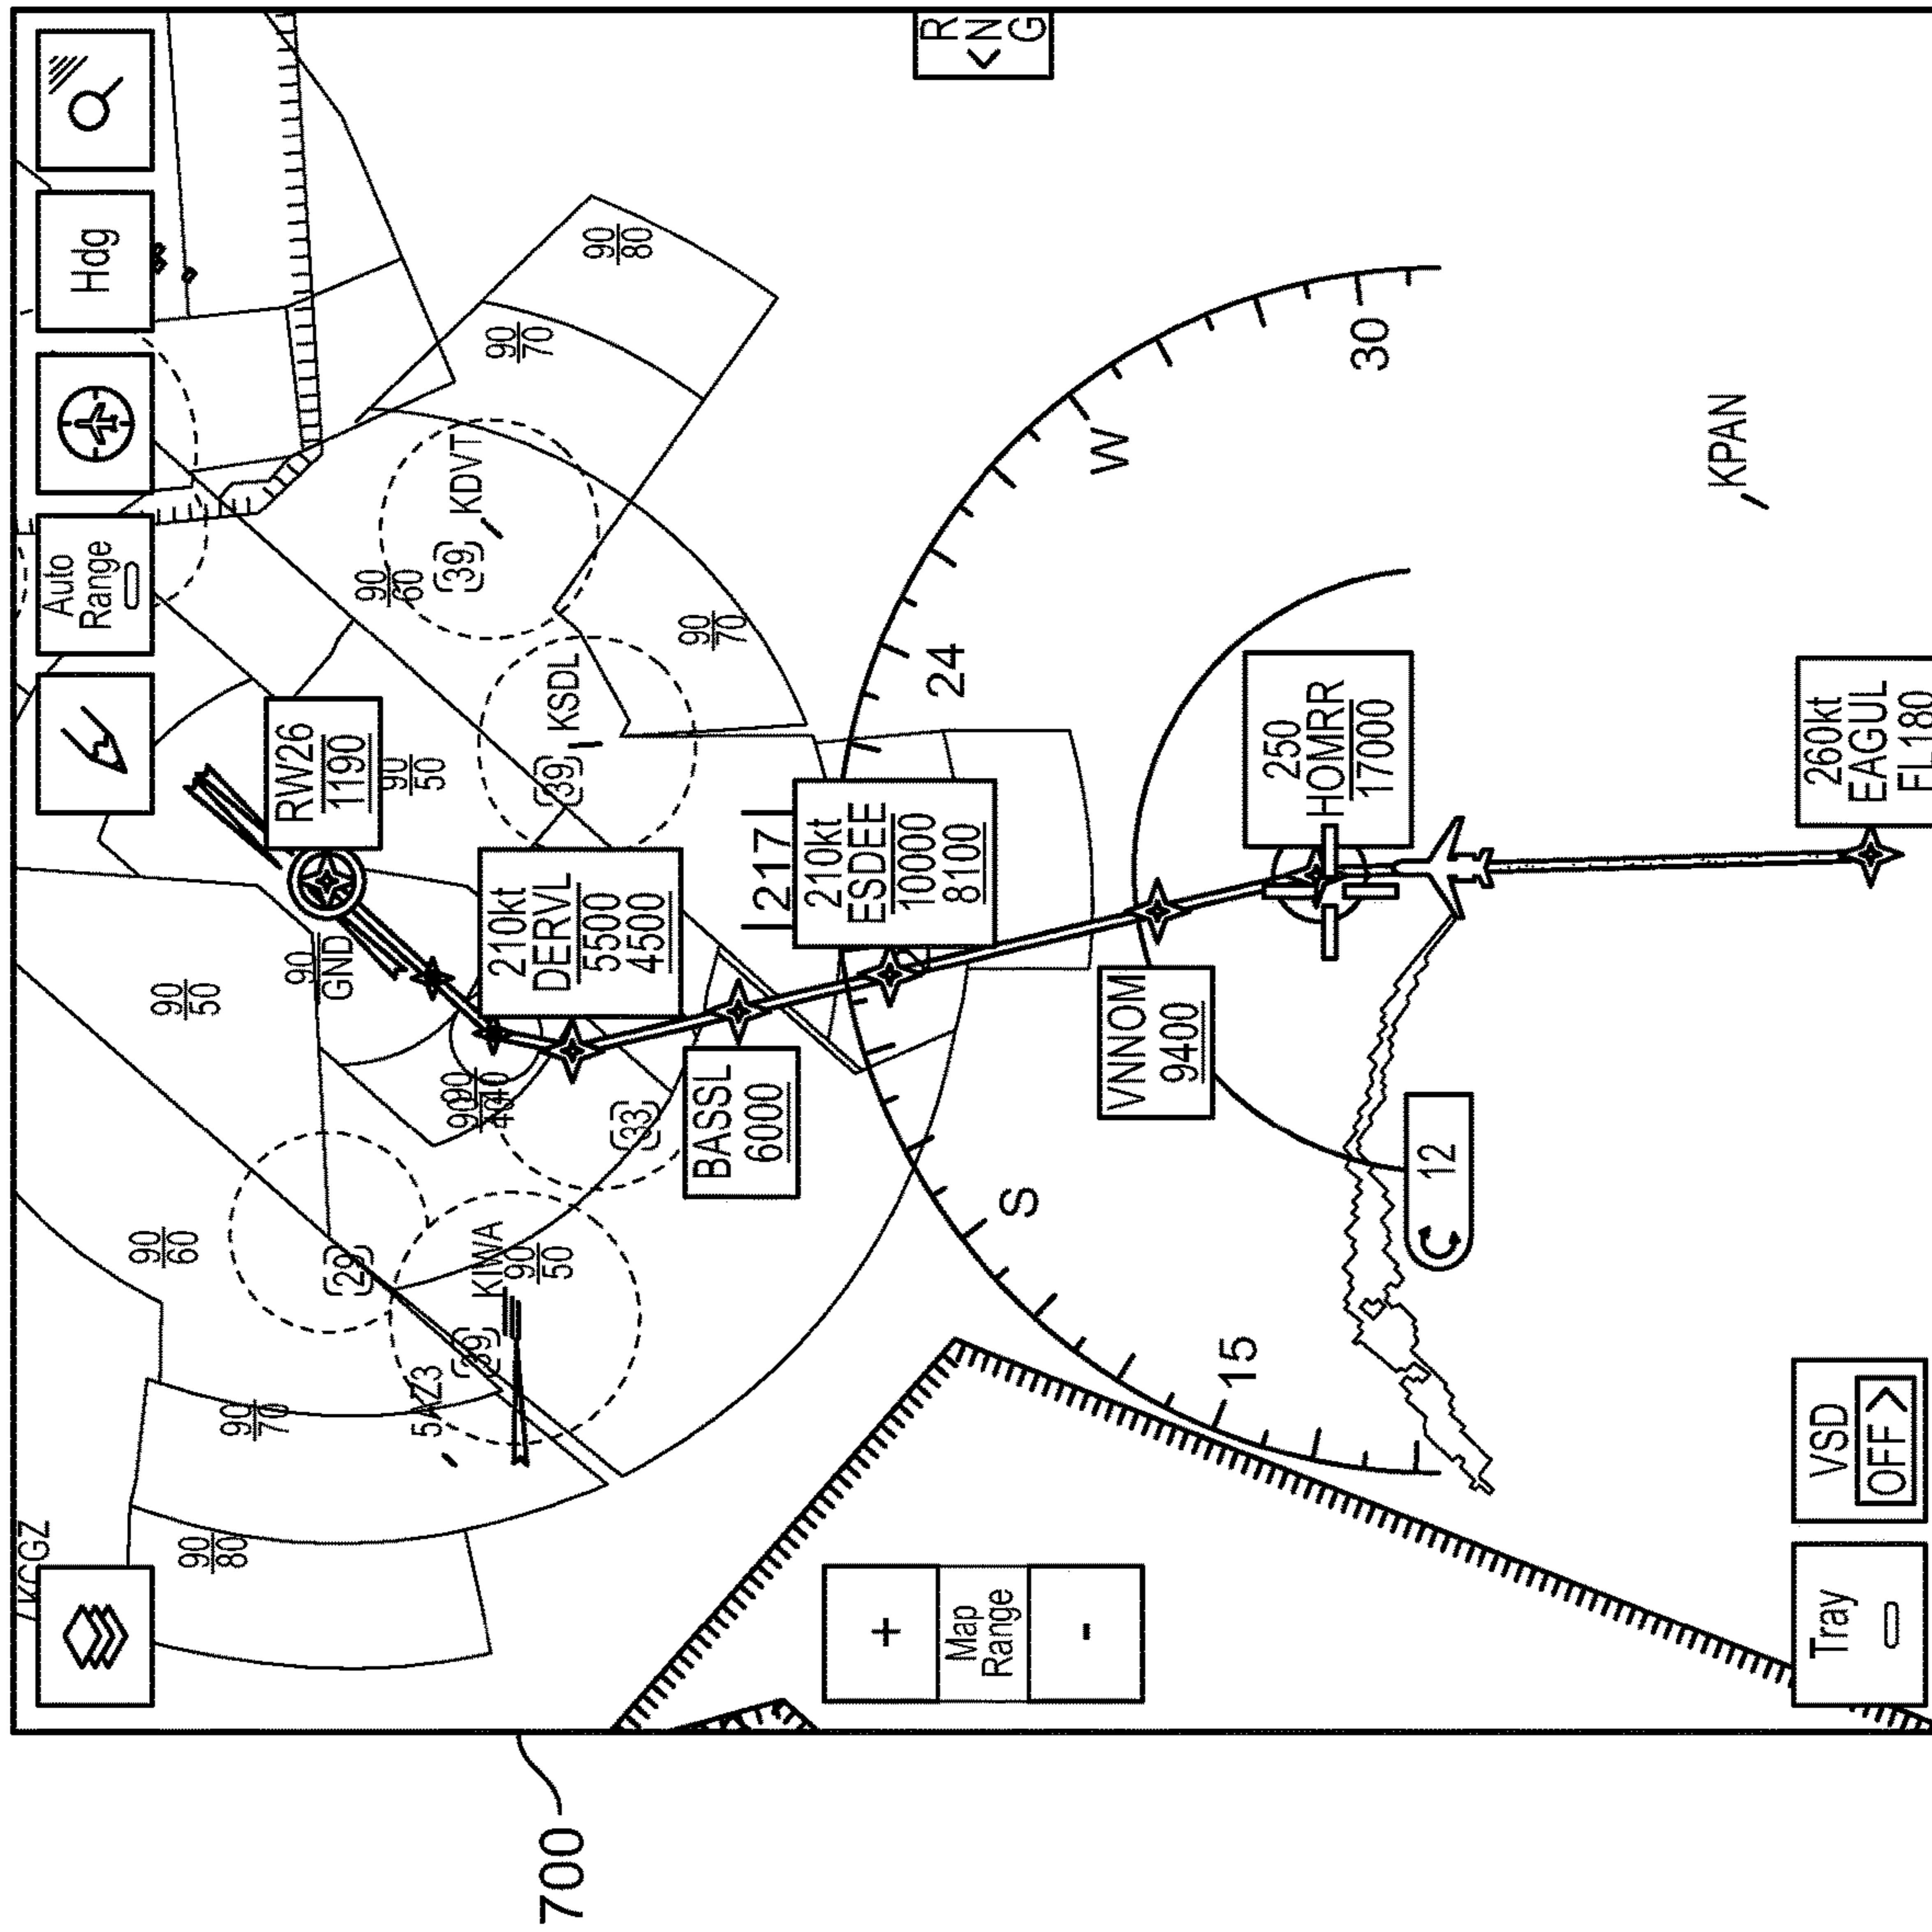 700
KCGZ
Auto
Range
Hdg
90
80
90
70
90
60
5AZ3
[39]
KIWA
90
50
[29]
90
50
90
GND
90
40
[33]
RW26
1190
90
50
90
60
[39]
KDVT
90
70
90
80
[39]
KSDL
90
70
210kt
DERVL
5500
4500
BASSL
6000
217
210kt
ESDEE
10000
8100
+
Map
Range
-
R
N
G
<
15
S
24
W
30
VNNOM
9400
250
HOMRR
17000
12
KPAN
260kt
EAGUL
FL180
Tray
VSD
OFF >